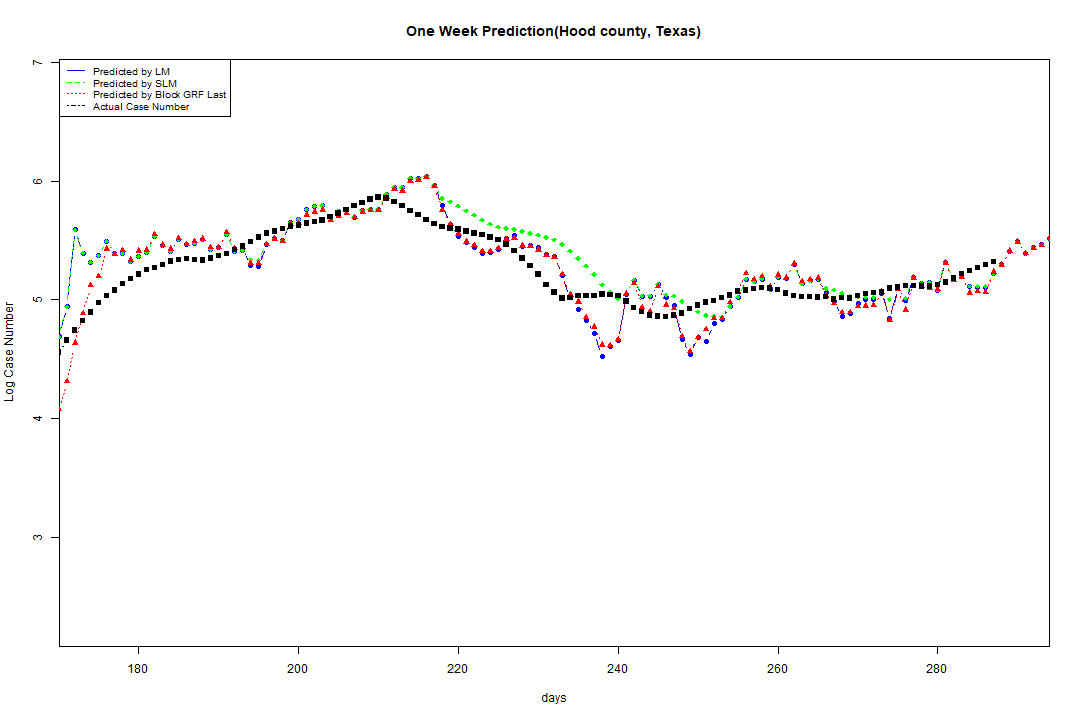 One Week Prediction(Hood county, Texas)
7
Predicted by LM
Predicted by SLM
Predicted by Block GRF Last
Actual Case Number
6
5
4
3
Log Case Number
180 200 220 240 260 280
days